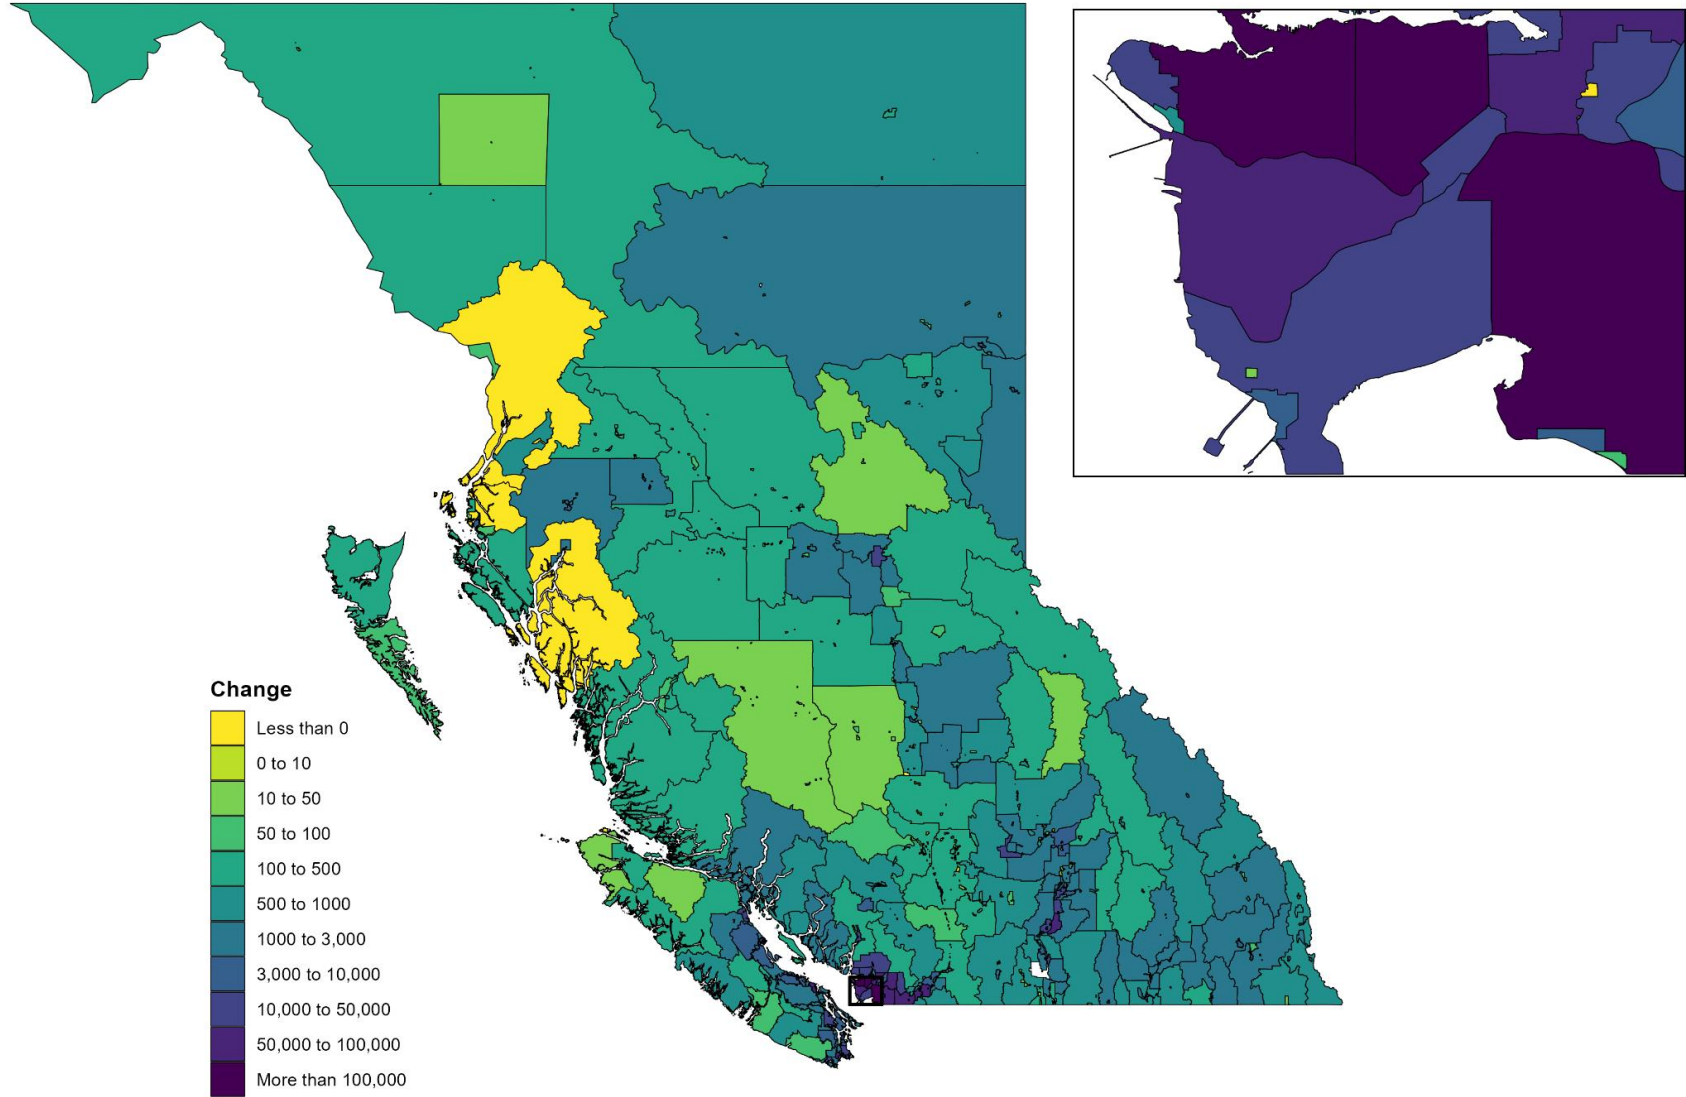 Change
Less than 0
0 to 10
10 to 50
50 to 100
100 to 500
500 to 1000
1000 to 3,000
3,000 to 10,000
10,000 to 50,000
50,000 to 100,000
More than 100,000